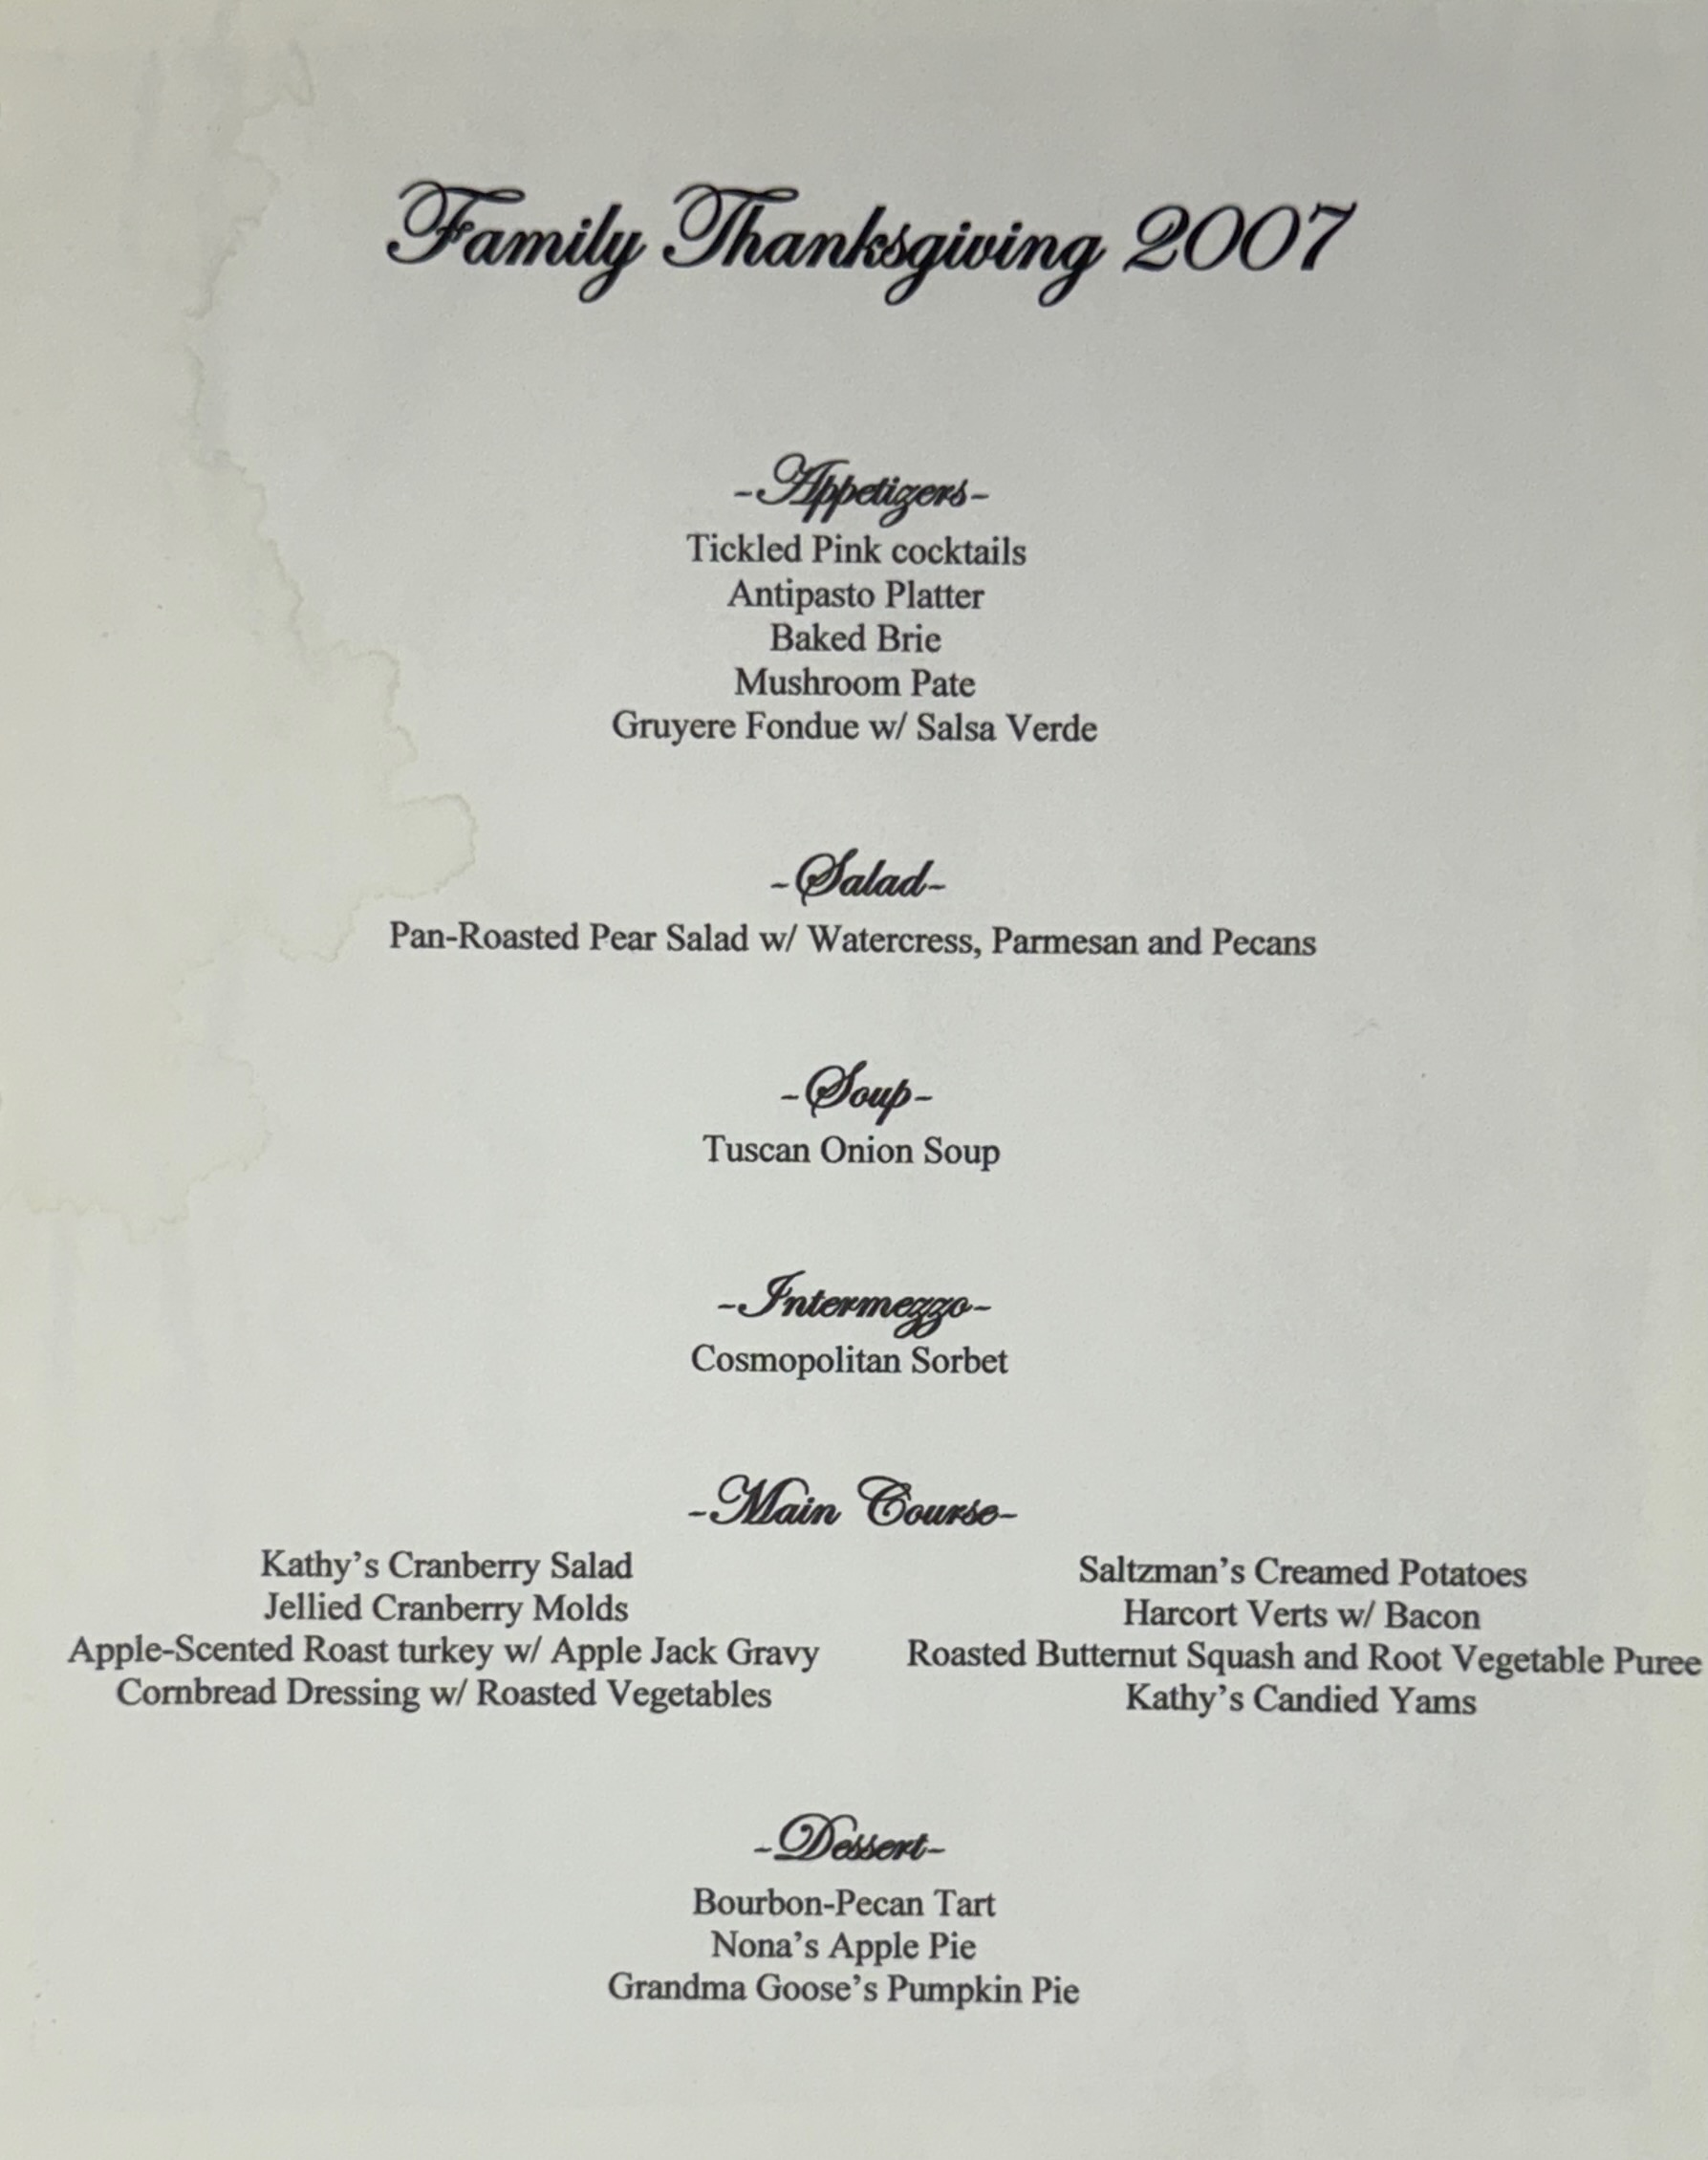 Family Thanksgiving 2007
-Appetizers-
Tickled Pink cocktails
Antipasto Platter
Baked Brie
Mushroom Pate
Gruyere Fondue w/ Salsa Verde
-Salad-
Pan-Roasted Pear Salad w/ Watercress, Parmesan and Pecans
-Soup-
Tuscan Onion Soup
-Intermezzo-
Cosmopolitan Sorbet
-Main Course-
Kathy’s Cranberry Salad
Jellied Cranberry Molds
Apple-Scented Roast turkey w/ Apple Jack Gravy
Cornbread Dressing w/ Roasted Vegetables
Saltzman’s Creamed Potatoes
Harcort Verts w/ Bacon
Roasted Butternut Squash and Root Vegetable Puree
Kathy’s Candied Yams
-Dessert-
Bourbon-Pecan Tart
Nona’s Apple Pie
Grandma Goose’s Pumpkin Pie